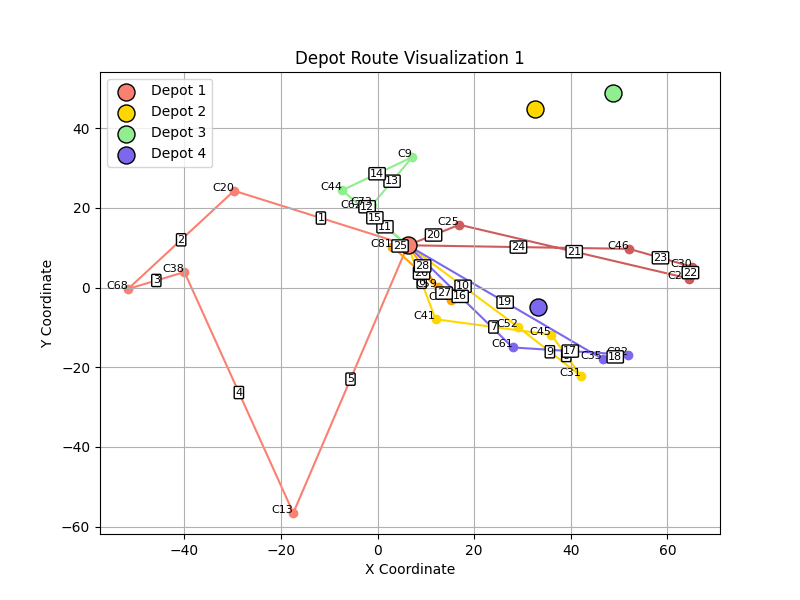 Depot Route Visualization 1
Depot 1
Depot 2
Depot 3
Depot 4
Y Coordinate
X Coordinate
40
20
0
−20
−40
−60
−40
−20
0
20
40
60
C9
14
13
C44
C20
12
15
11
1
2
C25
20
C81
25
24
21
C46
23
C30
22
28
C38
3
C68
10
27
16
19
C41
7
C52
C45
C61
9
17
C35
18
C31
4
5
C13